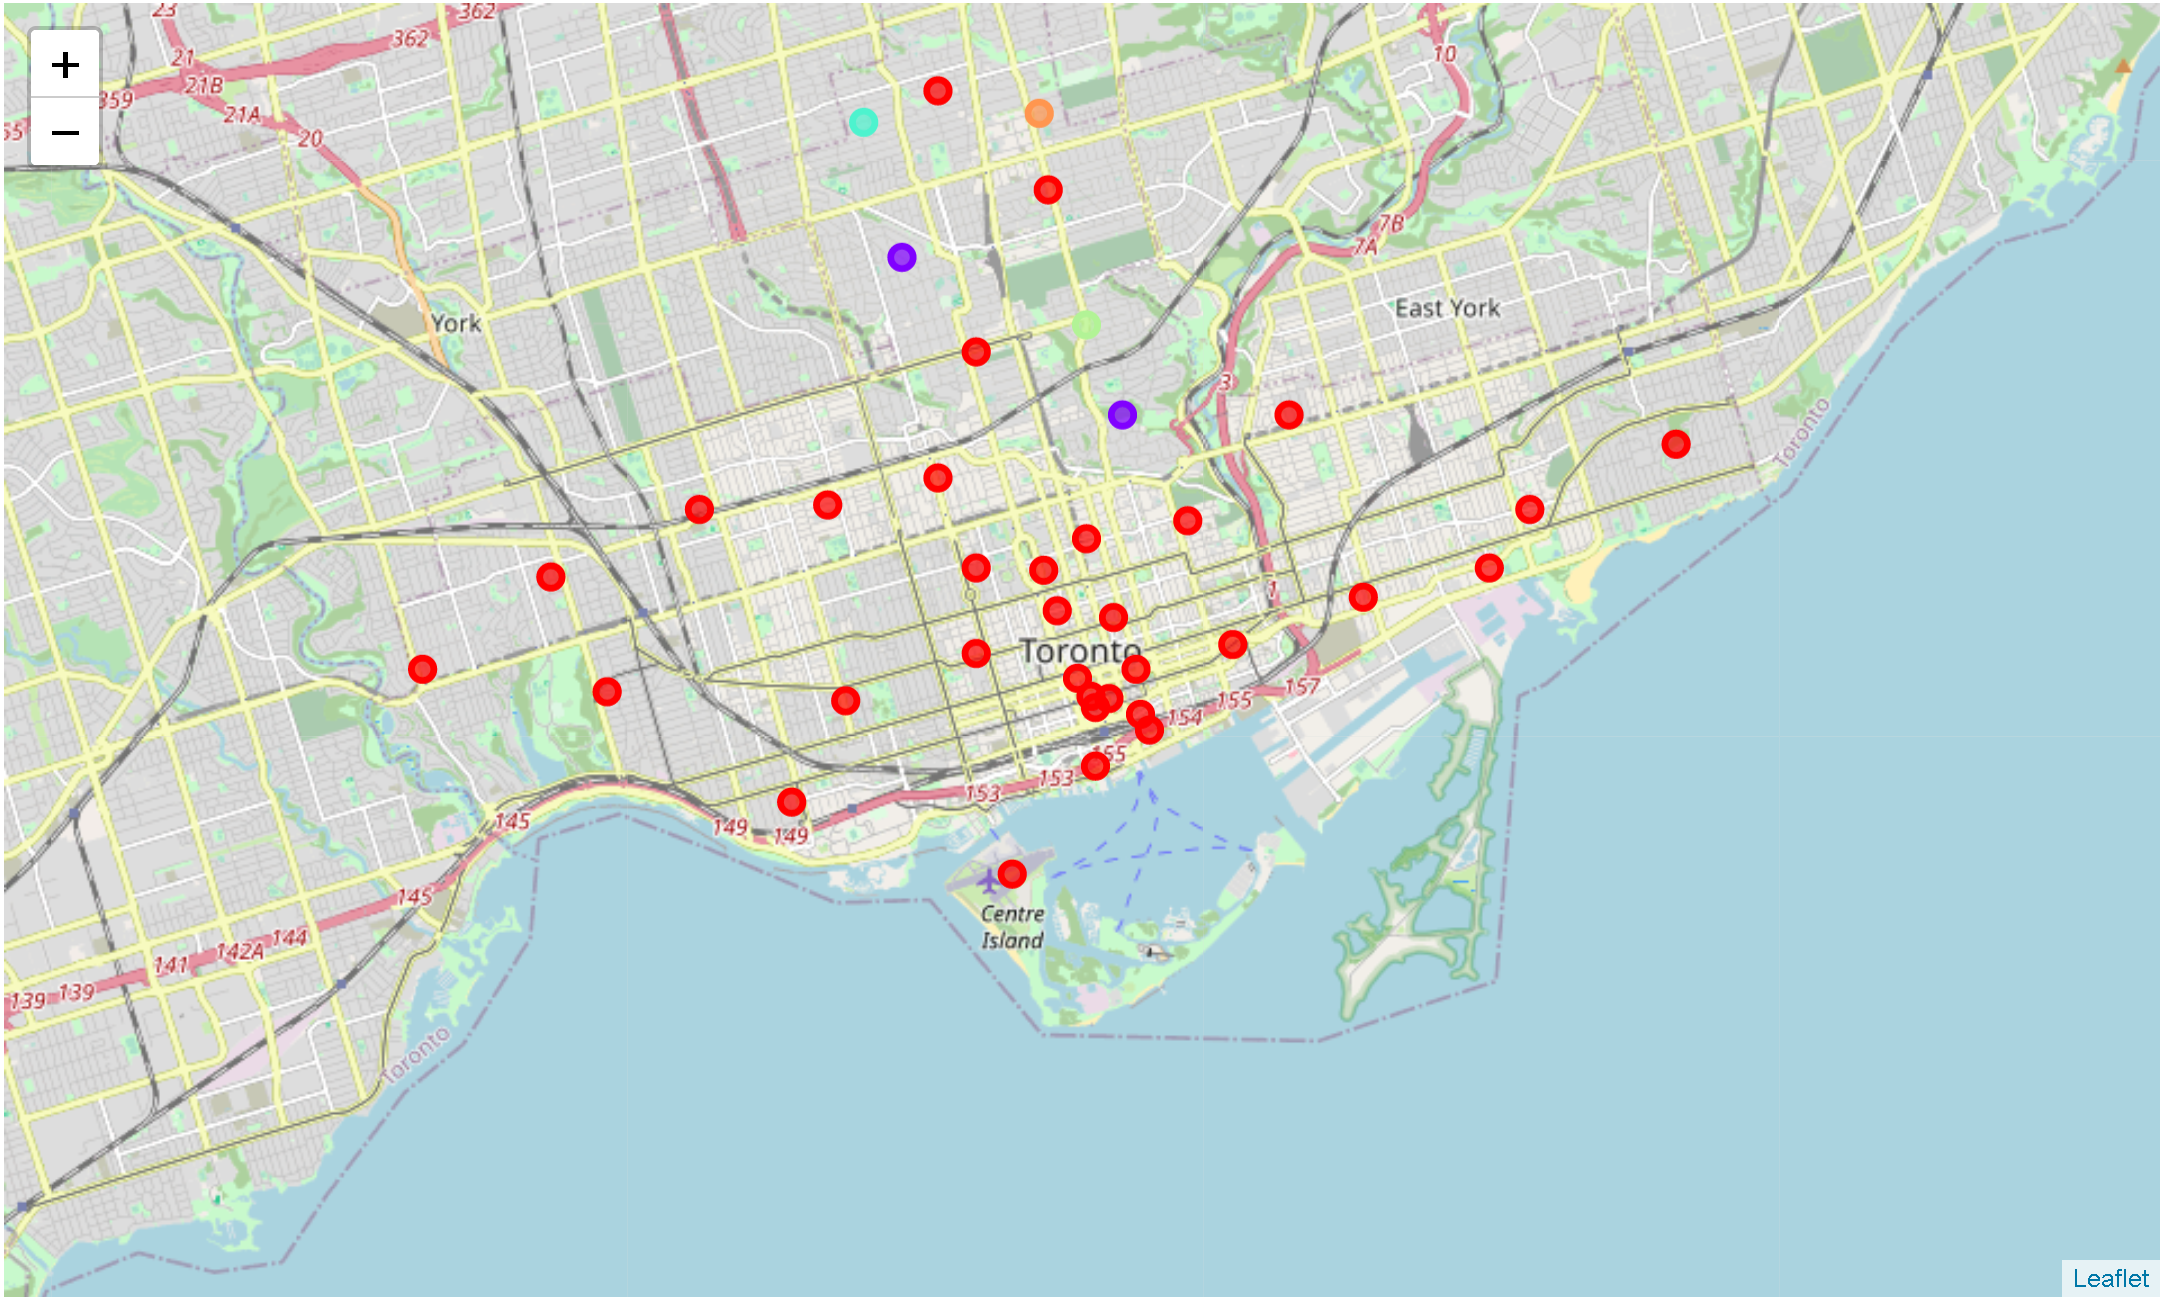 23
362
362
10
+
21
21B
359
21A
55
20
−
7B
7A
East York
York
3
Toronto
1
Toronto
157
155
154
155
153
153
145
149
149
145
Centre
Island
144
142A
141
139
139
Toronto
Leaflet